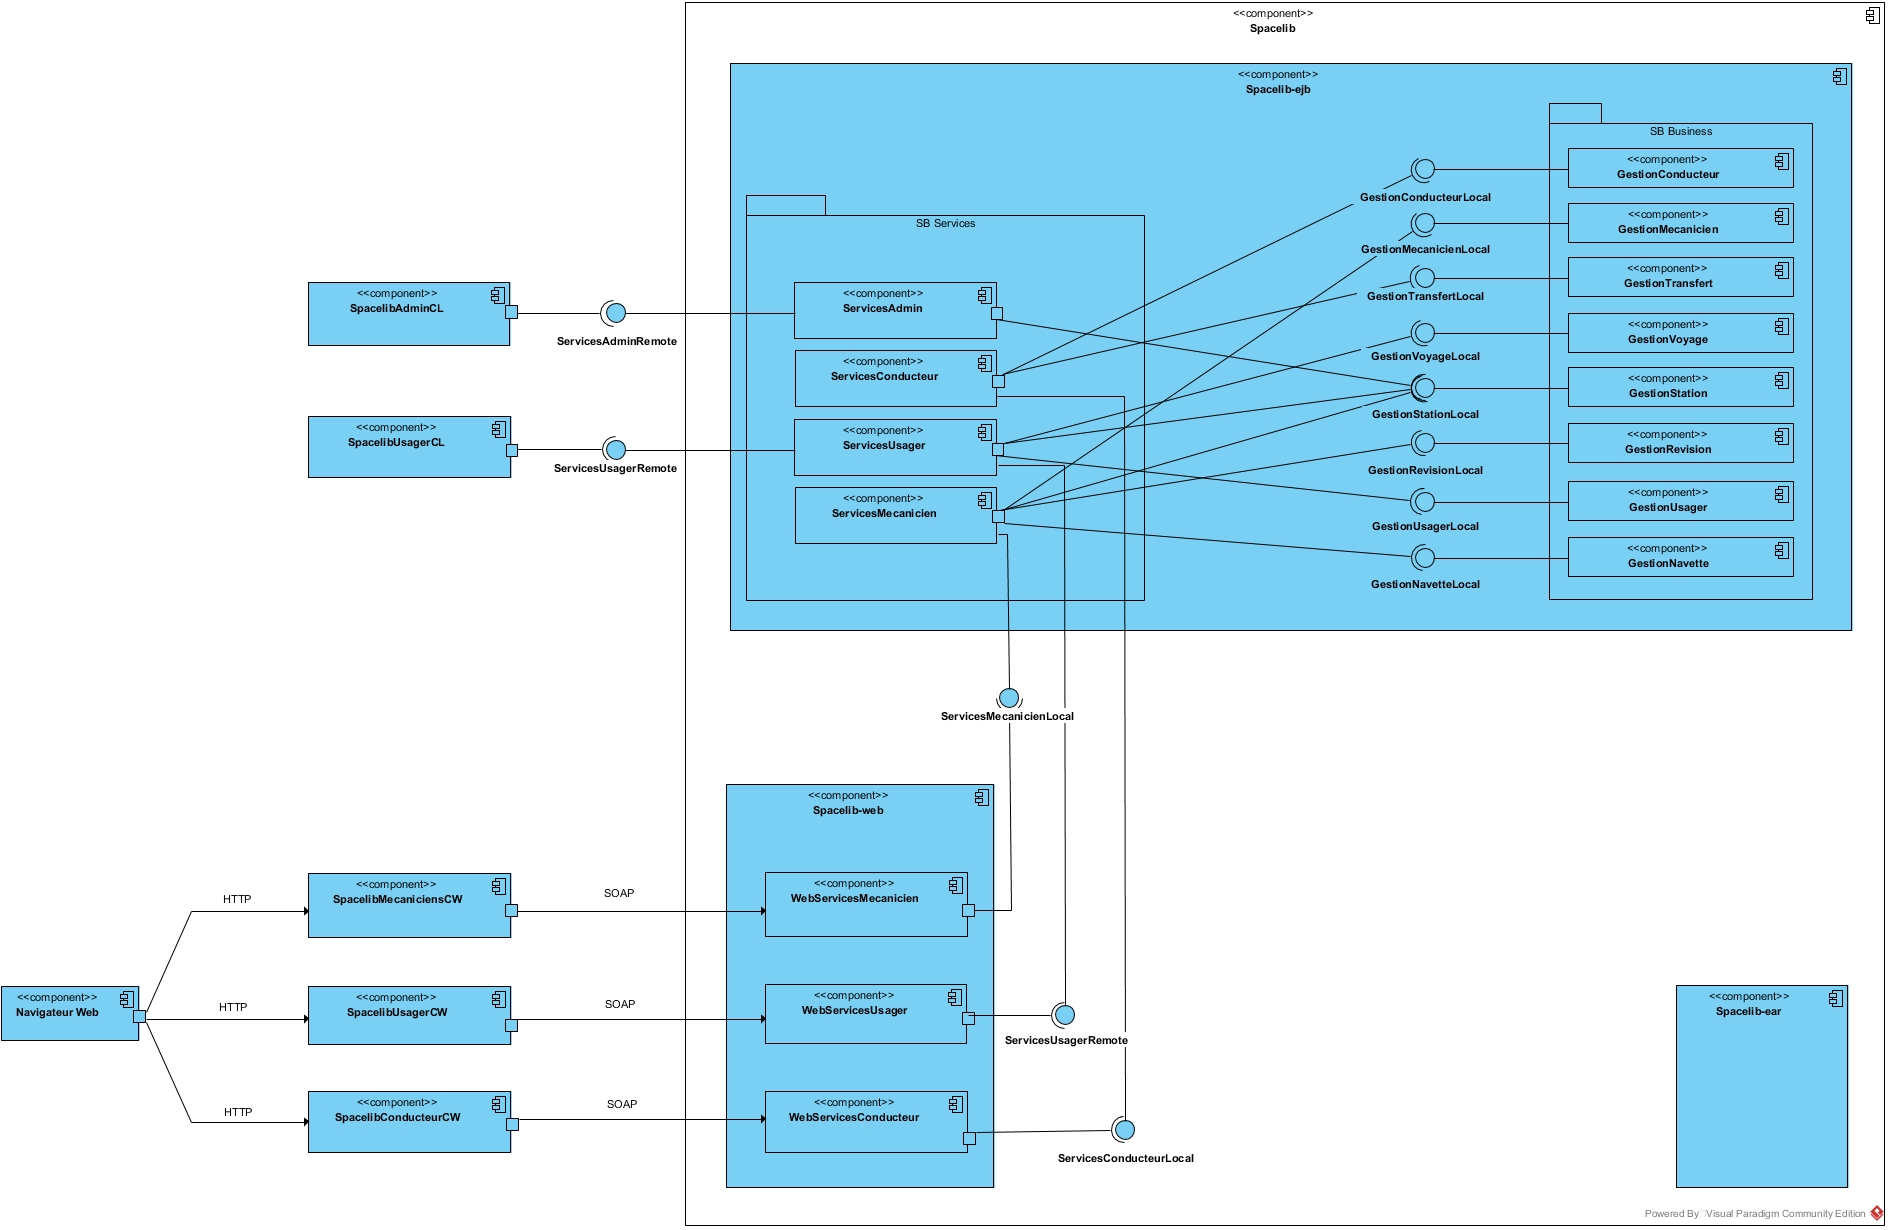 <<component>>
Spacelib
<<component>>
Spacelib-ejb
SB Business
<<component>>
GestionConducteur
GestionConducteurLocal
<<component>>
GestionMecanicien
GestionMecanicienLocal
SB Services
<<component>>
GestionTransfert
GestionTransfertLocal
<<component>>
SpacelibAdminCL
ServicesAdminRemote
<<component>>
ServicesAdmin
<<component>>
GestionVoyage
GestionVoyageLocal
<<component>>
ServicesConducteur
<<component>>
GestionStation
GestionStationLocal
<<component>>
SpacelibUsagerCL
ServicesUsagerRemote
<<component>>
ServicesUsager
<<component>>
GestionRevision
GestionRevisionLocal
<<component>>
ServicesMecanicien
<<component>>
GestionUsager
GestionUsagerLocal
<<component>>
GestionNavette
GestionNavetteLocal
ServicesMecanicienLocal
<<component>>
Spacelib-web
HTTP
<<component>>
SpacelibMecaniciensCW
SOAP
<<component>>
WebServicesMecanicien
<<component>>
Navigateur Web
HTTP
<<component>>
SpacelibUsagerCW
SOAP
<<component>>
WebServicesUsager
ServicesUsagerRemote
<<component>>
Spacelib-ear
HTTP
<<component>>
SpacelibConducteurCW
SOAP
<<component>>
WebServicesConducteur
ServicesConducteurLocal
Powered By Visual Paradigm Community Edition